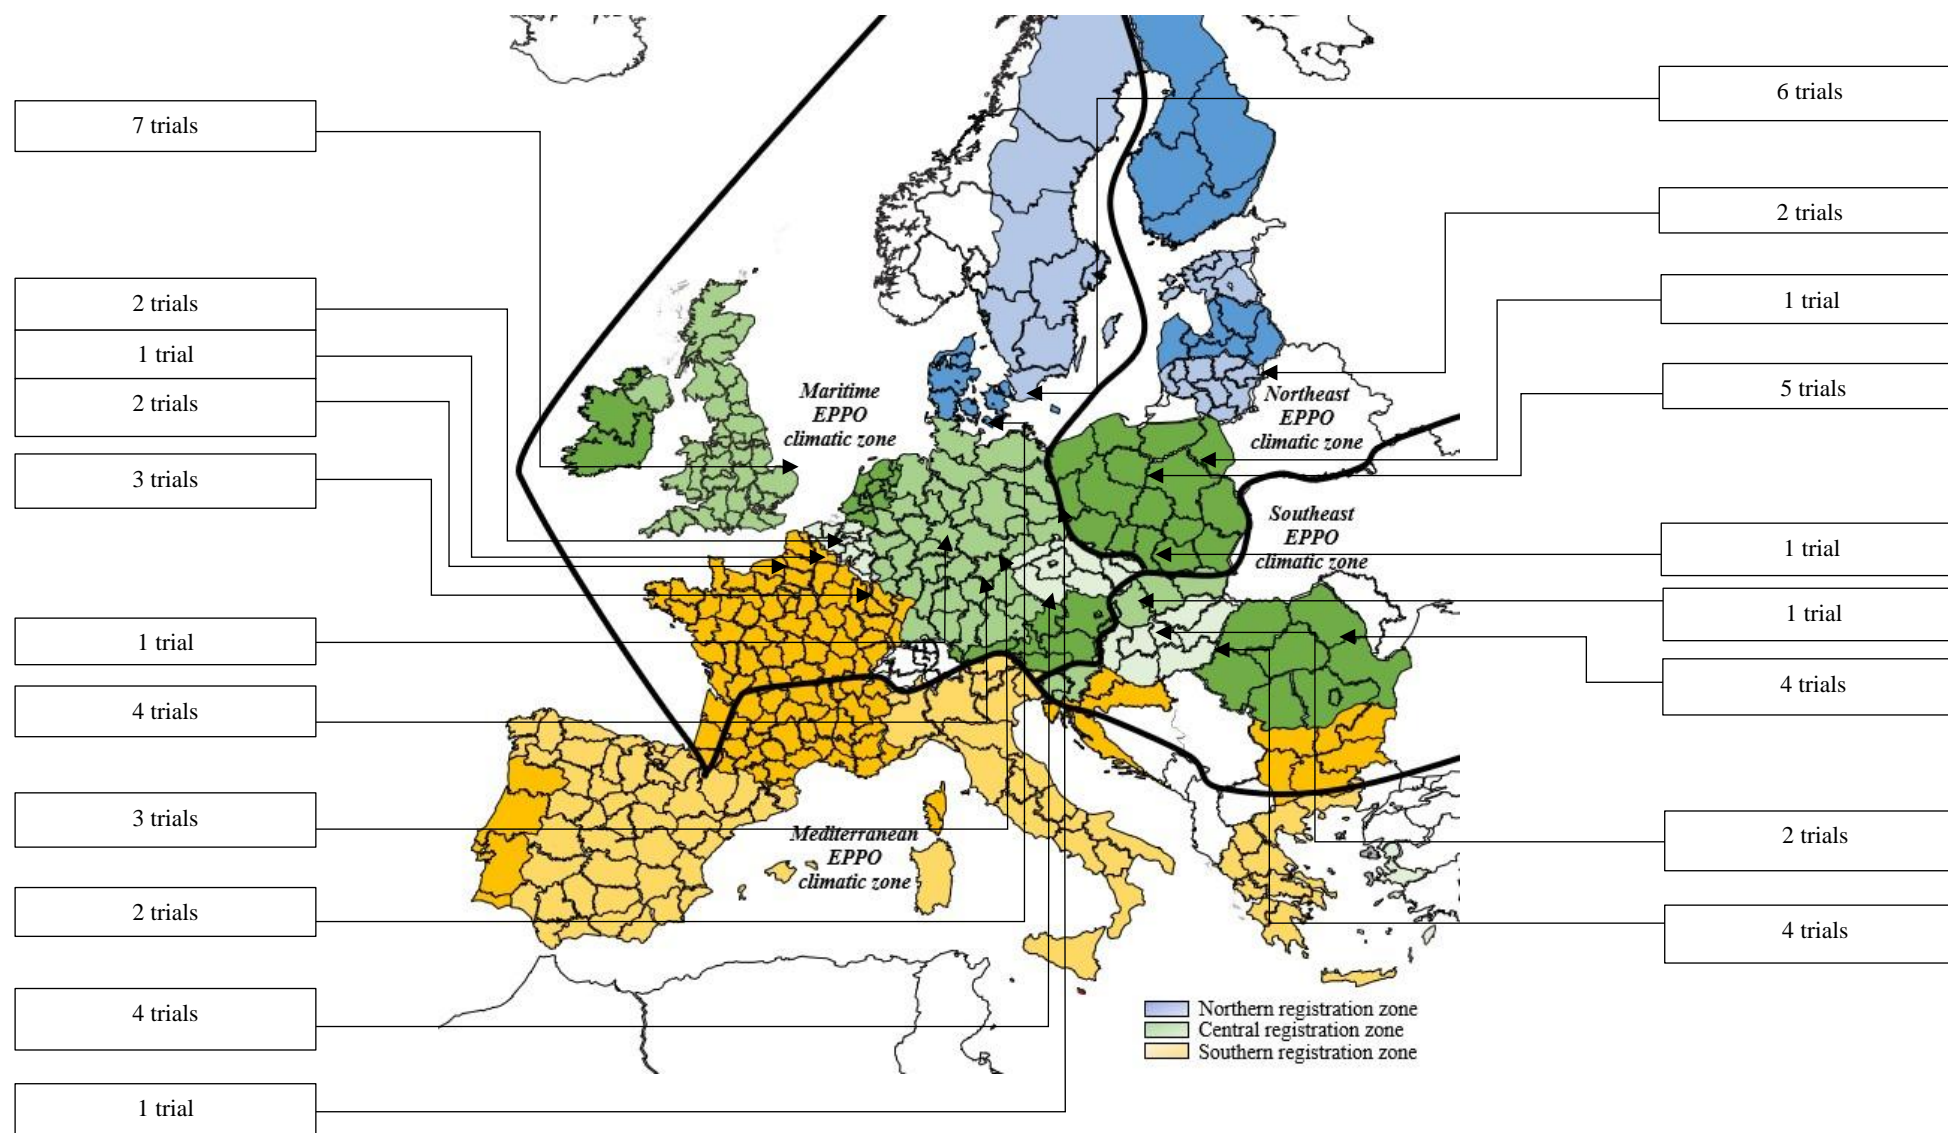 7 trials
2 trials
1 trial
2 trials
3 trials
1 trial
4 trials
3 trials
2 trials
4 trials
1 trial
Maritime
EPPO
climatic zone
Northeast
EPPO
climatic zone
Southeast
EPPO
climatic zone
Mediterranean
EPPO
climatic zone
Northern registration zone
Central registration zone
Southern registration zone
6 trials
2 trials
1 trial
5 trials
1 trial
1 trial
4 trials
2 trials
4 trials